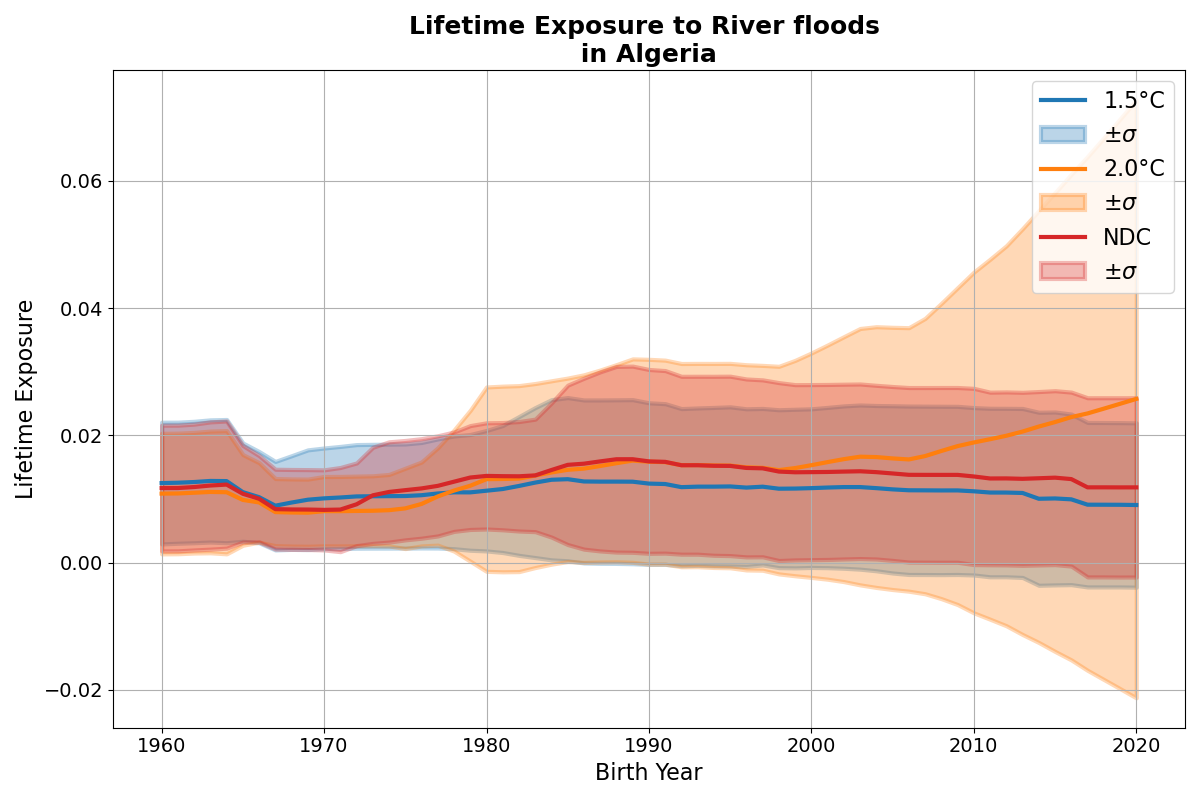 Lifetime Exposure to River floods
in Algeria
1.5°C
±σ
2.0°C
±σ
NDC
±σ
Lifetime Exposure
0.06
0.04
0.02
0.00
−0.02
1960
1970
1980
1990
2000
2010
2020
Birth Year